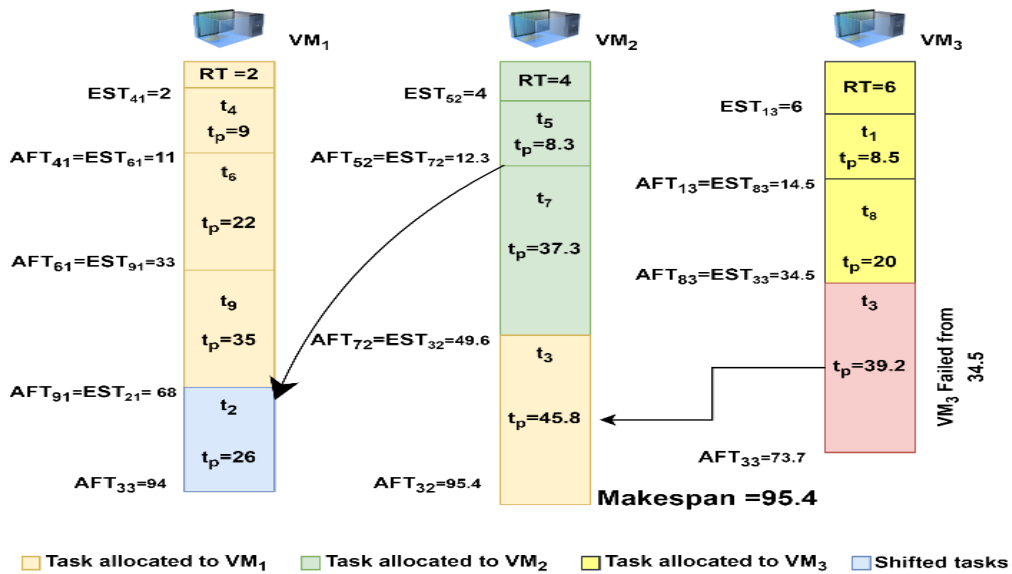 VM₁
RT =2
EST₄₁=2
t₄
tₚ=9
AFT₄₁=EST₆₁=11
t₆
tₚ=22
AFT₆₁=EST₉₁=33
t₉
tₚ=35
AFT₉₁=EST₂₁= 68
t₂
tₚ=26
AFT₃₃=94
VM₂
RT=4
EST₅₂=4
t₅
tₚ=8.3
AFT₅₂=EST₇₂=12.3
t₇
tₚ=37.3
AFT₇₂=EST₃₂=49.6
t₃
tₚ=45.8
AFT₃₂=95.4
Makespan =95.4
VM₃
RT=6
EST₁₃=6
t₁
tₚ=8.5
AFT₁₃=EST₈₃=14.5
t₈
tₚ=20
AFT₈₃=EST₃₃=34.5
t₃
tₚ=39.2
AFT₃₃=73.7
VM₃ Failed from
34.5
Task allocated to VM₁
Task allocated to VM₂
Task allocated to VM₃
Shifted tasks